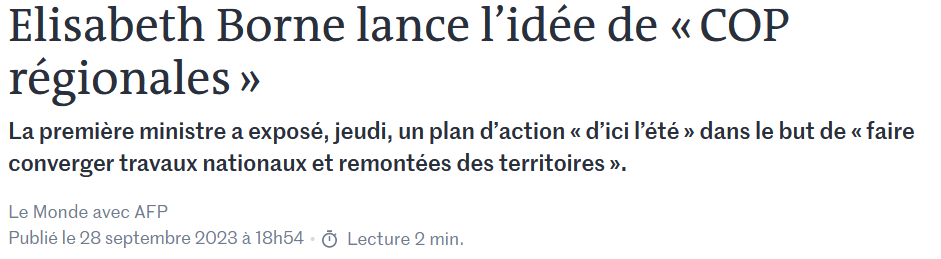 Elisabeth Borne lance l’idée de « COP
régionales »
La première ministre a exposé, jeudi, un plan d’action « d’ici l’été » dans le but de « faire
converger travaux nationaux et remontées des territoires ».
Le Monde avec AFP
Publié le 28 septembre 2023 à 18h54 • Lecture 2 min.